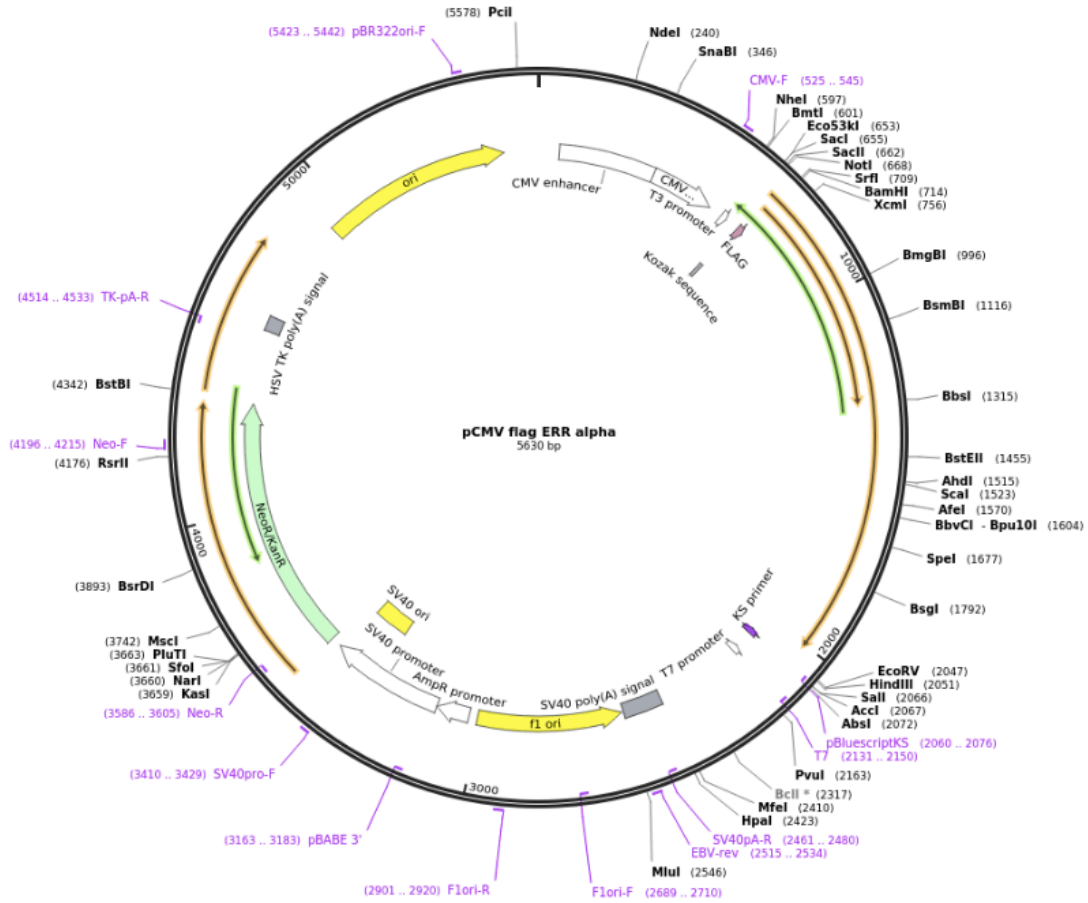 (5578) PciI
(5423 .. 5442) pBR322ori-F
NdeI (240)
SnaBI (346)
CMV-F (525 .. 545)
NheI (597)
BmtI (601)
Eco53kI (653)
SacI (655)
SacII (662)
NotI (668)
SrfI (709)
BamHI (714)
XcmI (756)
BmgBI (996)
BsmBI (1116)
BbsI (1315)
BstEII (1455)
AhdI (1515)
ScaI (1523)
AfeI (1570)
BbvCI - Bpu10I (1604)
SpeI (1677)
BsgI (1792)
EcoRV (2047)
HindIII (2051)
SalI (2066)
AccI (2067)
AbsI (2072)
pBluescriptKS (2060 .. 2076)
T7 (2131 .. 2150)
PvuI (2163)
BclI * (2317)
MfeI (2410)
HpaI (2423)
SV40pA-R (2461 .. 2480)
EBV-rev (2515 .. 2534)
MluI (2546)
F1ori-F (2689 .. 2710)
(2901 .. 2920) F1ori-R
(3163 .. 3183) pBABE 3'
(3410 .. 3429) SV40pro-F
(3586 .. 3605) Neo-R
(3659) KasI
(3660) NarI
(3661) SfoI
(3663) PluTI
(3742) MscI
(3893) BsrDI
(4176) RsrII
(4196 .. 4215) Neo-F
(4342) BstBI
(4514 .. 4533) TK-pA-R
1000
2000
3000
4000
5000
ori
CMV enhancer
CMV...
T3 promoter
FLAG
Kozak sequence
HSV TK poly(A) signal
pCMV flag ERR alpha
5630 bp
NeoR/KanR
SV40 ori
SV40 promoter
AmpR promoter
f1 ori
SV40 poly(A) signal
T7 promoter
KS primer